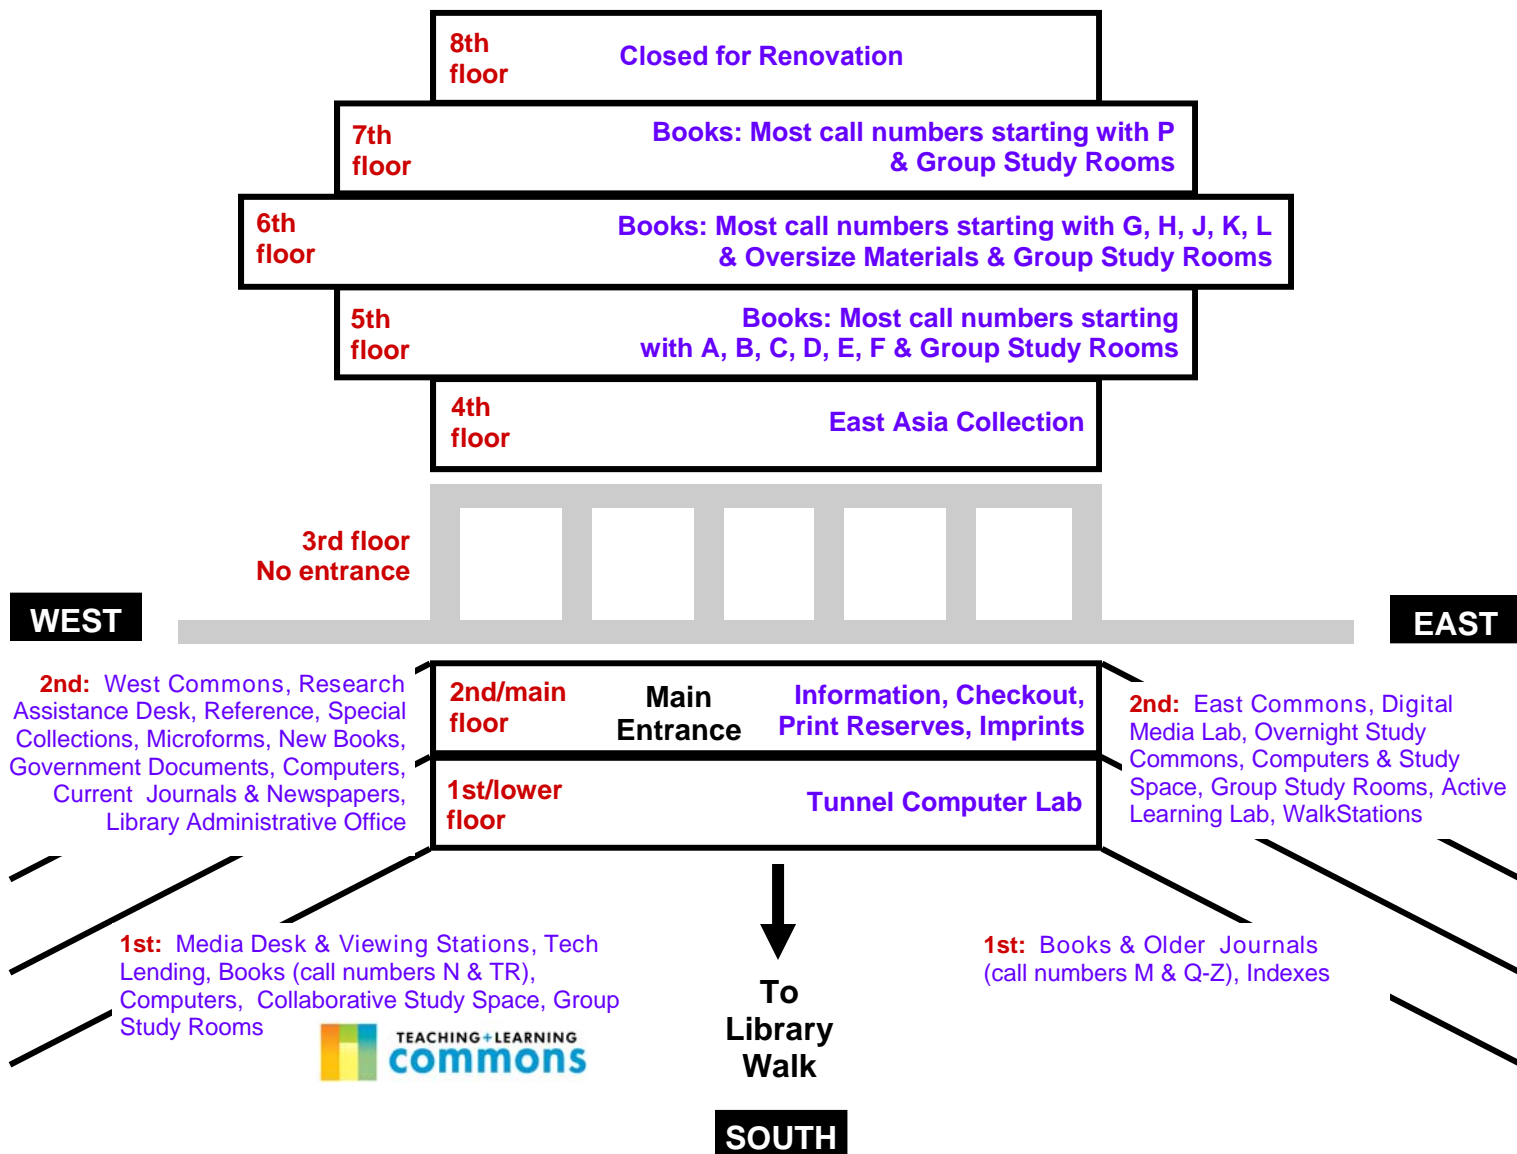 8th
floor
Closed for Renovation
7th
floor
Books: Most call numbers starting with P
& Group Study Rooms
6th
floor
Books: Most call numbers starting with G, H, J, K, L
& Oversize Materials & Group Study Rooms
5th
floor
Books: Most call numbers starting
with A, B, C, D, E, F & Group Study Rooms
4th
floor
East Asia Collection
3rd floor
No entrance
WEST
EAST
2nd: West Commons, Research
Assistance Desk, Reference, Special
Collections, Microforms, New Books,
Government Documents, Computers,
Current Journals & Newspapers,
Library Administrative Office
2nd/main
floor
Main
Entrance
Information, Checkout,
Print Reserves, Imprints
1st/lower
floor
Tunnel Computer Lab
2nd: East Commons, Digital
Media Lab, Overnight Study
Commons, Computers & Study
Space, Group Study Rooms, Active
Learning Lab, WalkStations
1st: Media Desk & Viewing Stations, Tech
Lending, Books (call numbers N & TR),
Computers, Collaborative Study Space, Group
Study Rooms
TEACHING+LEARNING
commons
To
Library
Walk
1st: Books & Older Journals
(call numbers M & Q-Z), Indexes
SOUTH